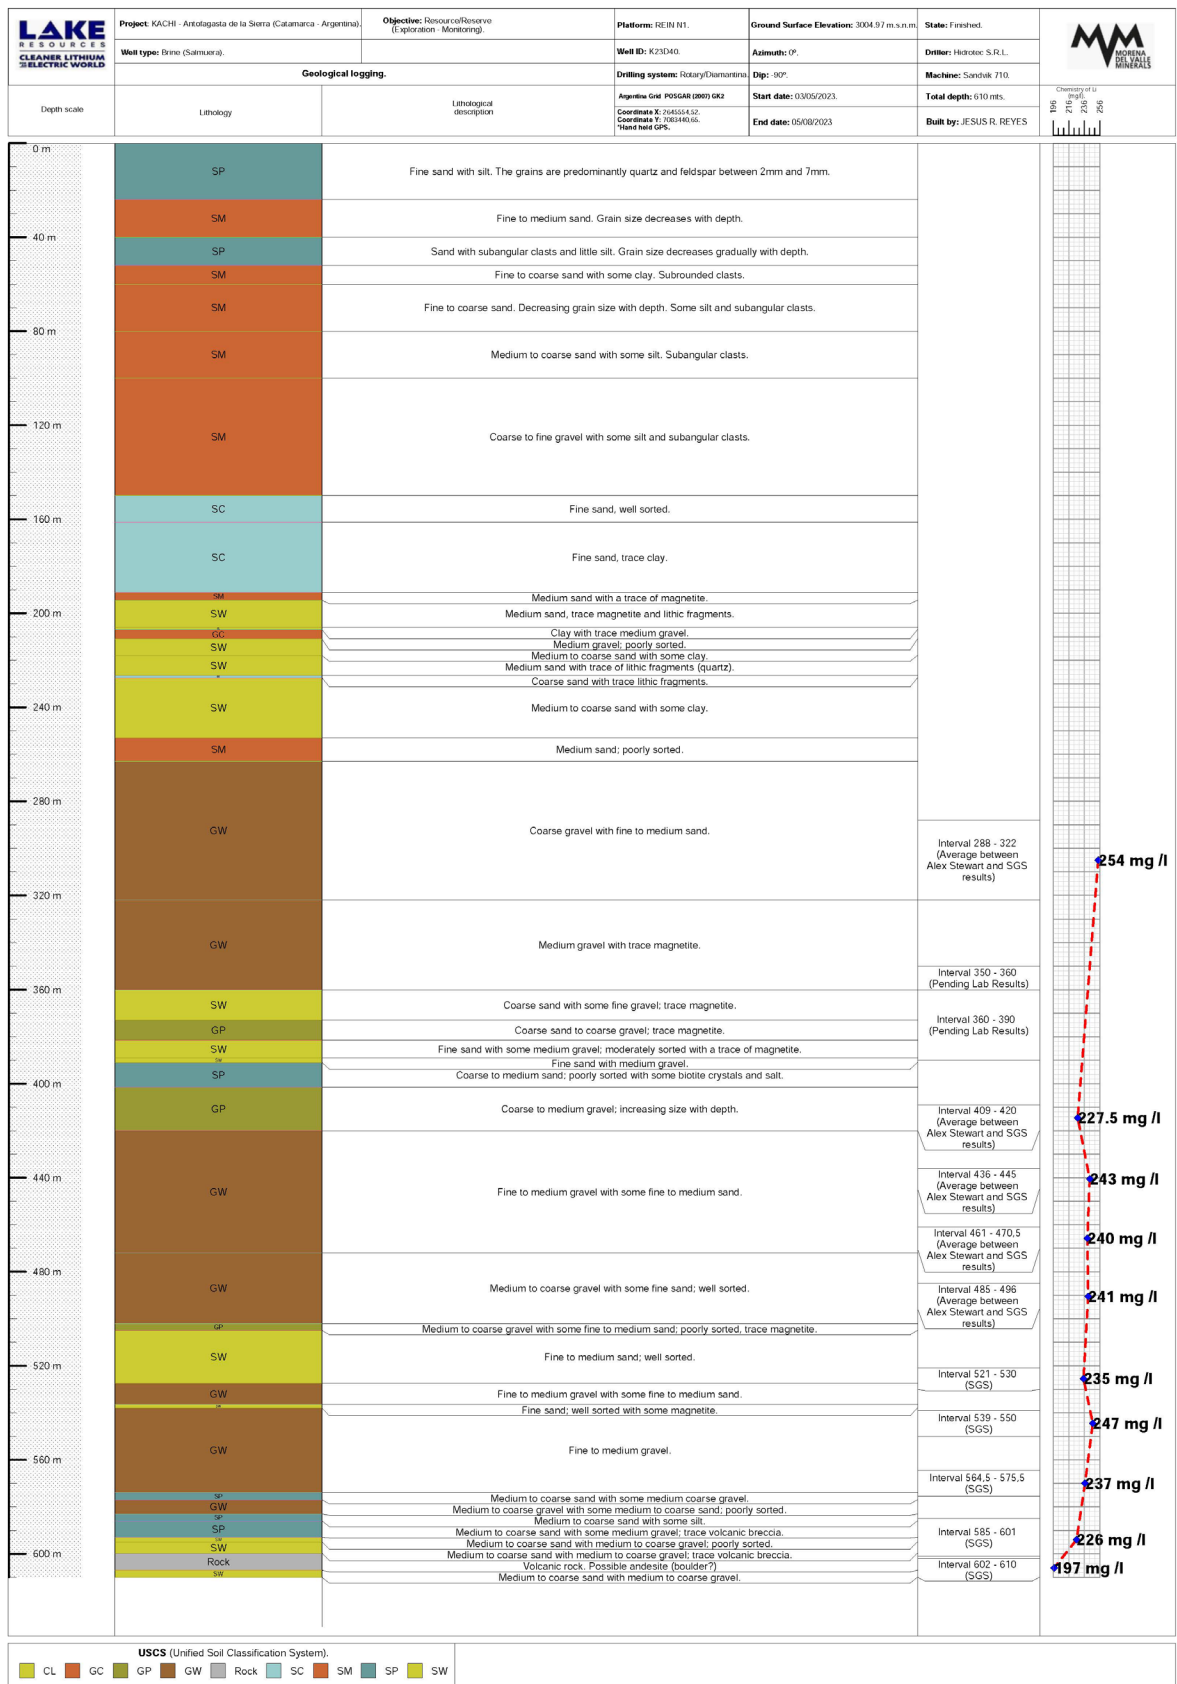 LAKE
RESOURCES
CLEANER LITHIUM
ELECTRIC WORLD
Project: KACHI - Antofagasta de la Sierra (Catamarca - Argentina).
Objective: Resource/Reserve
(Exploration - Monitoring).
Platform: REIN N1.
Ground Surface Elevation: 3004.97 m.s.n.m.
State: Finished.
Well type: Brine (Salmuera).
Well ID: K23D40.
Azimuth: 0º.
Driller: Hidrotec S.R.L.
Geological logging.
Drilling system: Rotary/Diamantina.
Dip: -90º.
Machine: Sandvik 710.
MORENA
DEL VALLE
MINERALS
Depth scale
Lithology
Lithological
description
Argentina Grid POSGAR (2007) GK2
Coordinate X: 2645554,52.
Coordinate Y: 7083440,65.
*Hand held GPS.
Start date: 03/05/2023.
End date: 05/08/2023
Total depth: 610 mts.
Built by: JESUS R. REYES
Chemistry of Li
(mg/l).
196
216
236
256
0 m
SP
Fine sand with silt. The grains are predominantly quartz and feldspar between 2mm and 7mm.
SM
Fine to medium sand. Grain size decreases with depth.
40 m
SP
Sand with subangular clasts and little silt. Grain size decreases gradually with depth.
SM
Fine to coarse sand with some clay. Subrounded clasts.
SM
Fine to coarse sand. Decreasing grain size with depth. Some silt and subangular clasts.
80 m
SM
Medium to coarse sand with some silt. Subangular clasts.
120 m
SM
Coarse to fine gravel with some silt and subangular clasts.
SC
Fine sand, well sorted.
160 m
SC
Fine sand, trace clay.
SM
Medium sand with a trace of magnetite.
200 m
SW
Medium sand, trace magnetite and lithic fragments.
GC
Clay with trace medium gravel.
SW
Medium gravel; poorly sorted.
Medium to coarse sand with some clay.
SW
Medium sand with trace of lithic fragments (quartz).
Coarse sand with trace lithic fragments.
240 m
SW
Medium to coarse sand with some clay.
SM
Medium sand; poorly sorted.
280 m
GW
Coarse gravel with fine to medium sand.
Interval 288 - 322
(Average between
Alex Stewart and SGS
results)
254 mg /l
320 m
GW
Medium gravel with trace magnetite.
Interval 350 - 360
(Pending Lab Results)
360 m
SW
Coarse sand with some fine gravel; trace magnetite.
GP
Coarse sand to coarse gravel; trace magnetite.
Interval 360 - 390
(Pending Lab Results)
SW
Fine sand with some medium gravel; moderately sorted with a trace of magnetite.
SW
Fine sand with medium gravel.
SP
Coarse to medium sand; poorly sorted with some biotite crystals and salt.
400 m
GP
Coarse to medium gravel; increasing size with depth.
Interval 409 - 420
(Average between
Alex Stewart and SGS
results)
227.5 mg /l
440 m
GW
Fine to medium gravel with some fine to medium sand.
Interval 436 - 445
(Average between
Alex Stewart and SGS
results)
243 mg /l
Interval 461 - 470,5
(Average between
Alex Stewart and SGS
results)
240 mg /l
480 m
GW
Medium to coarse gravel with some fine sand; well sorted.
Interval 485 - 496
(Average between
Alex Stewart and SGS
results)
241 mg /l
GP
Medium to coarse gravel with some fine to medium sand; poorly sorted, trace magnetite.
SW
Fine to medium sand; well sorted.
520 m
Interval 521 - 530
(SGS)
235 mg /l
GW
Fine to medium gravel with some fine to medium sand.
Fine sand; well sorted with some magnetite.
Interval 539 - 550
(SGS)
247 mg /l
GW
Fine to medium gravel.
560 m
Interval 564,5 - 575,5
(SGS)
237 mg /l
SP
Medium to coarse sand with some medium coarse gravel.
GW
Medium to coarse gravel with some medium to coarse sand; poorly sorted.
SP
Medium to coarse sand with some silt.
SP
Medium to coarse sand with some medium gravel; trace volcanic breccia.
Interval 585 - 601
(SGS)
226 mg /l
Medium to coarse sand with medium to coarse gravel; poorly sorted.
SW
Medium to coarse sand with medium to coarse gravel; trace volcanic breccia.
600 m
Rock
Volcanic rock. Possible andesite (boulder?)
Interval 602 - 610
(SGS)
197 mg /l
SW
Medium to coarse sand with medium to coarse gravel.
USCS (Unified Soil Classification System).
CL GC GP GW Rock SC SM SP SW